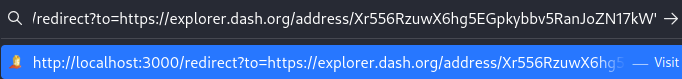 /redirect?to=https://explorer.dash.org/address/Xr556RzuwX6hg5EGpkybbv5RanJoZN17kW'
http://localhost:3000/redirect?to=https://explorer.dash.org/address/Xr556RzuwX6hg5 — Visit